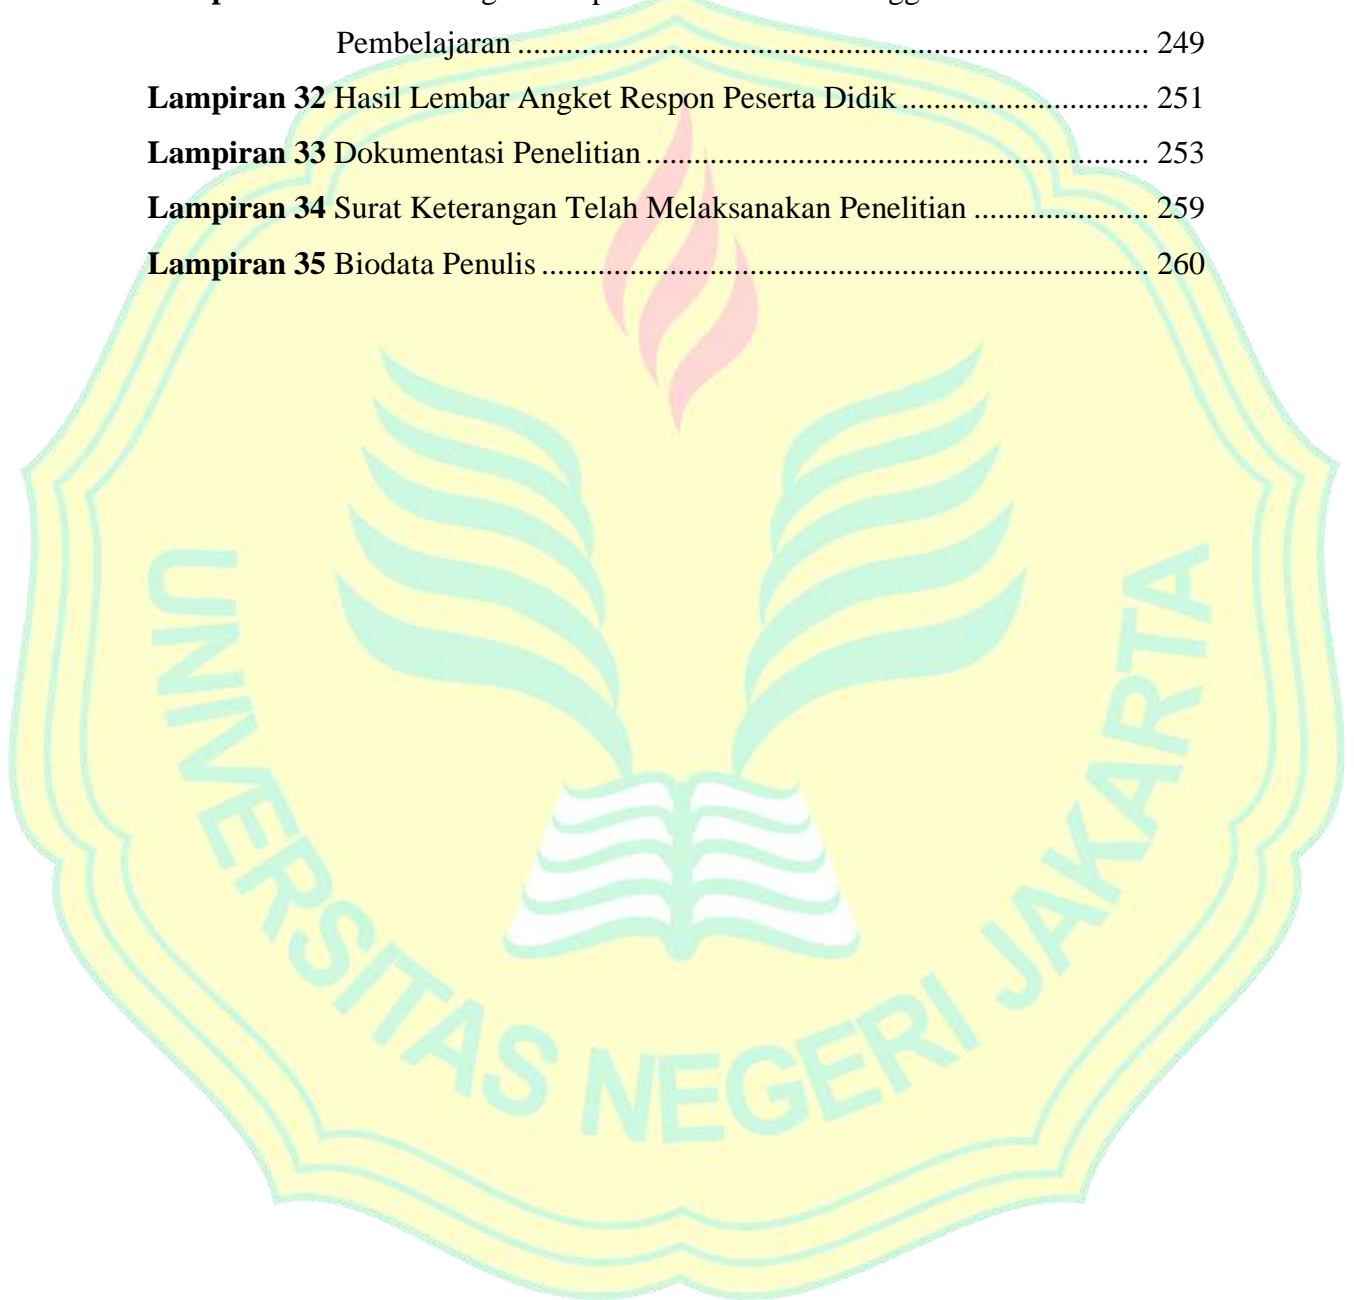 Pembelajaran ............................................................................... 249
Lampiran 32 Hasil Lembar Angket Respon Peserta Didik ............................... 251
Lampiran 33 Dokumentasi Penelitian ............................................................... 253
Lampiran 34 Surat Keterangan Telah Melaksanakan Penelitian ...................... 259
Lampiran 35 Biodata Penulis ............................................................................ 260
UNIVERSITAS NEGERI JAKARTA